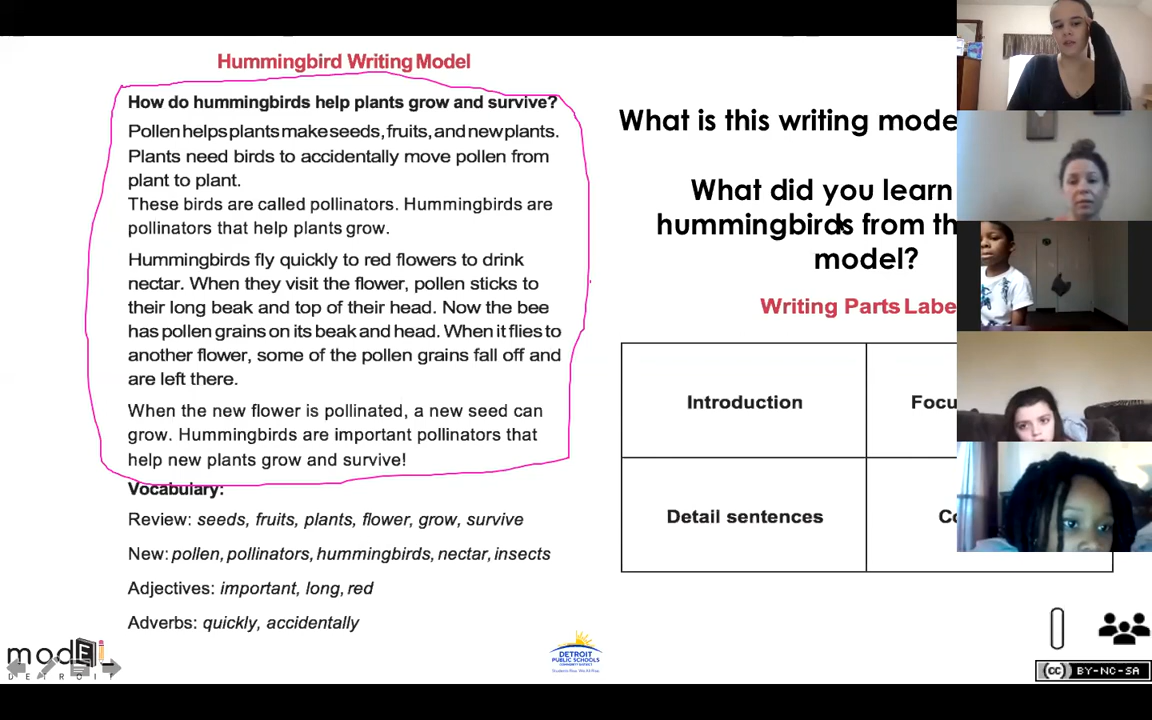 Hummingbird Writing Model
How do hummingbirds help plants grow and survive?
Pollen helps plants make seeds, fruits, and new plants.
Plants need birds to accidentally move pollen from
plant to plant.
These birds are called pollinators. Hummingbirds are
pollinators that help plants grow.
Hummingbirds fly quickly to red flowers to drink
nectar. When they visit the flower, pollen sticks to
their long beak and top of their head. Now the bee
has pollen grains on its beak and head. When it flies to
another flower, some of the pollen grains fall off and
are left there.
When the new flower is pollinated, a new seed can
grow. Hummingbirds are important pollinators that
help new plants grow and survive!
Vocabulary:
Review: seeds, fruits, plants, flower, grow, survive
New: pollen, pollinators, hummingbirds, nectar, insects
Adjectives: important, long, red
Adverbs: quickly, accidentally
What is this writing
What did you learn
hummingbirds from
model?
Writing Parts
Introduction
Detail sentences
DETROIT
PUBLIC SCHOOLS
COMMUNITY DISTRICT
cc BY-NC-SA